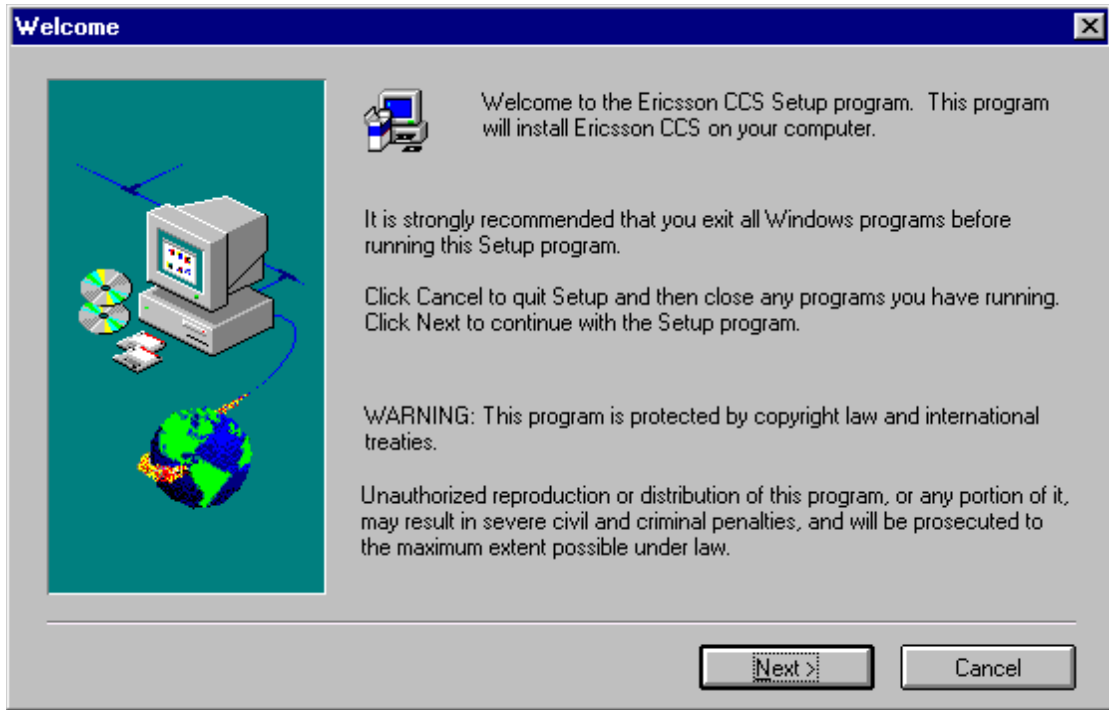 Welcome
Welcome to the Ericsson CCS Setup program.  This program
will install Ericsson CCS on your computer.
It is strongly recommended that you exit all Windows programs before
running this Setup program.
Click Cancel to quit Setup and then close any programs you have running.
Click Next to continue with the Setup program.
WARNING: This program is protected by copyright law and international
treaties.
Unauthorized reproduction or distribution of this program, or any portion of it,
may result in severe civil and criminal penalties, and will be prosecuted to
the maximum extent possible under law.
Next > Cancel